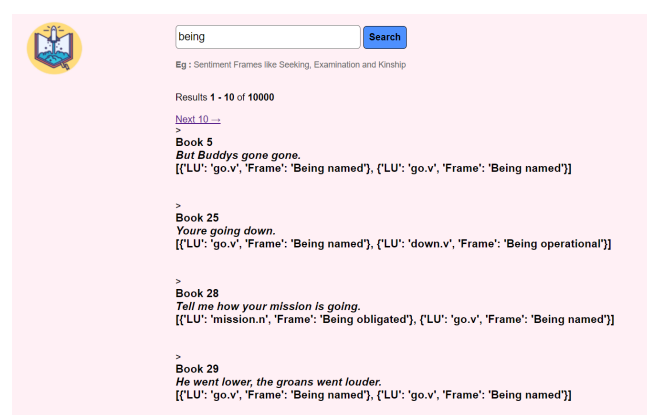 being
Search
Eg : Sentiment Frames like Seeking, Examination and Kinship
Results 1 - 10 of 10000
Next 10 →
>
Book 5
But Buddys gone gone.
[{'LU': 'go.v', 'Frame': 'Being named'}, {'LU': 'go.v', 'Frame': 'Being named'}]
>
Book 25
Youre going down.
[{'LU': 'go.v', 'Frame': 'Being named'}, {'LU': 'down.v', 'Frame': 'Being operational'}]
>
Book 28
Tell me how your mission is going.
[{'LU': 'mission.n', 'Frame': 'Being obligated'}, {'LU': 'go.v', 'Frame': 'Being named'}]
>
Book 29
He went lower, the groans went louder.
[{'LU': 'go.v', 'Frame': 'Being named'}, {'LU': 'go.v', 'Frame': 'Being named'}]